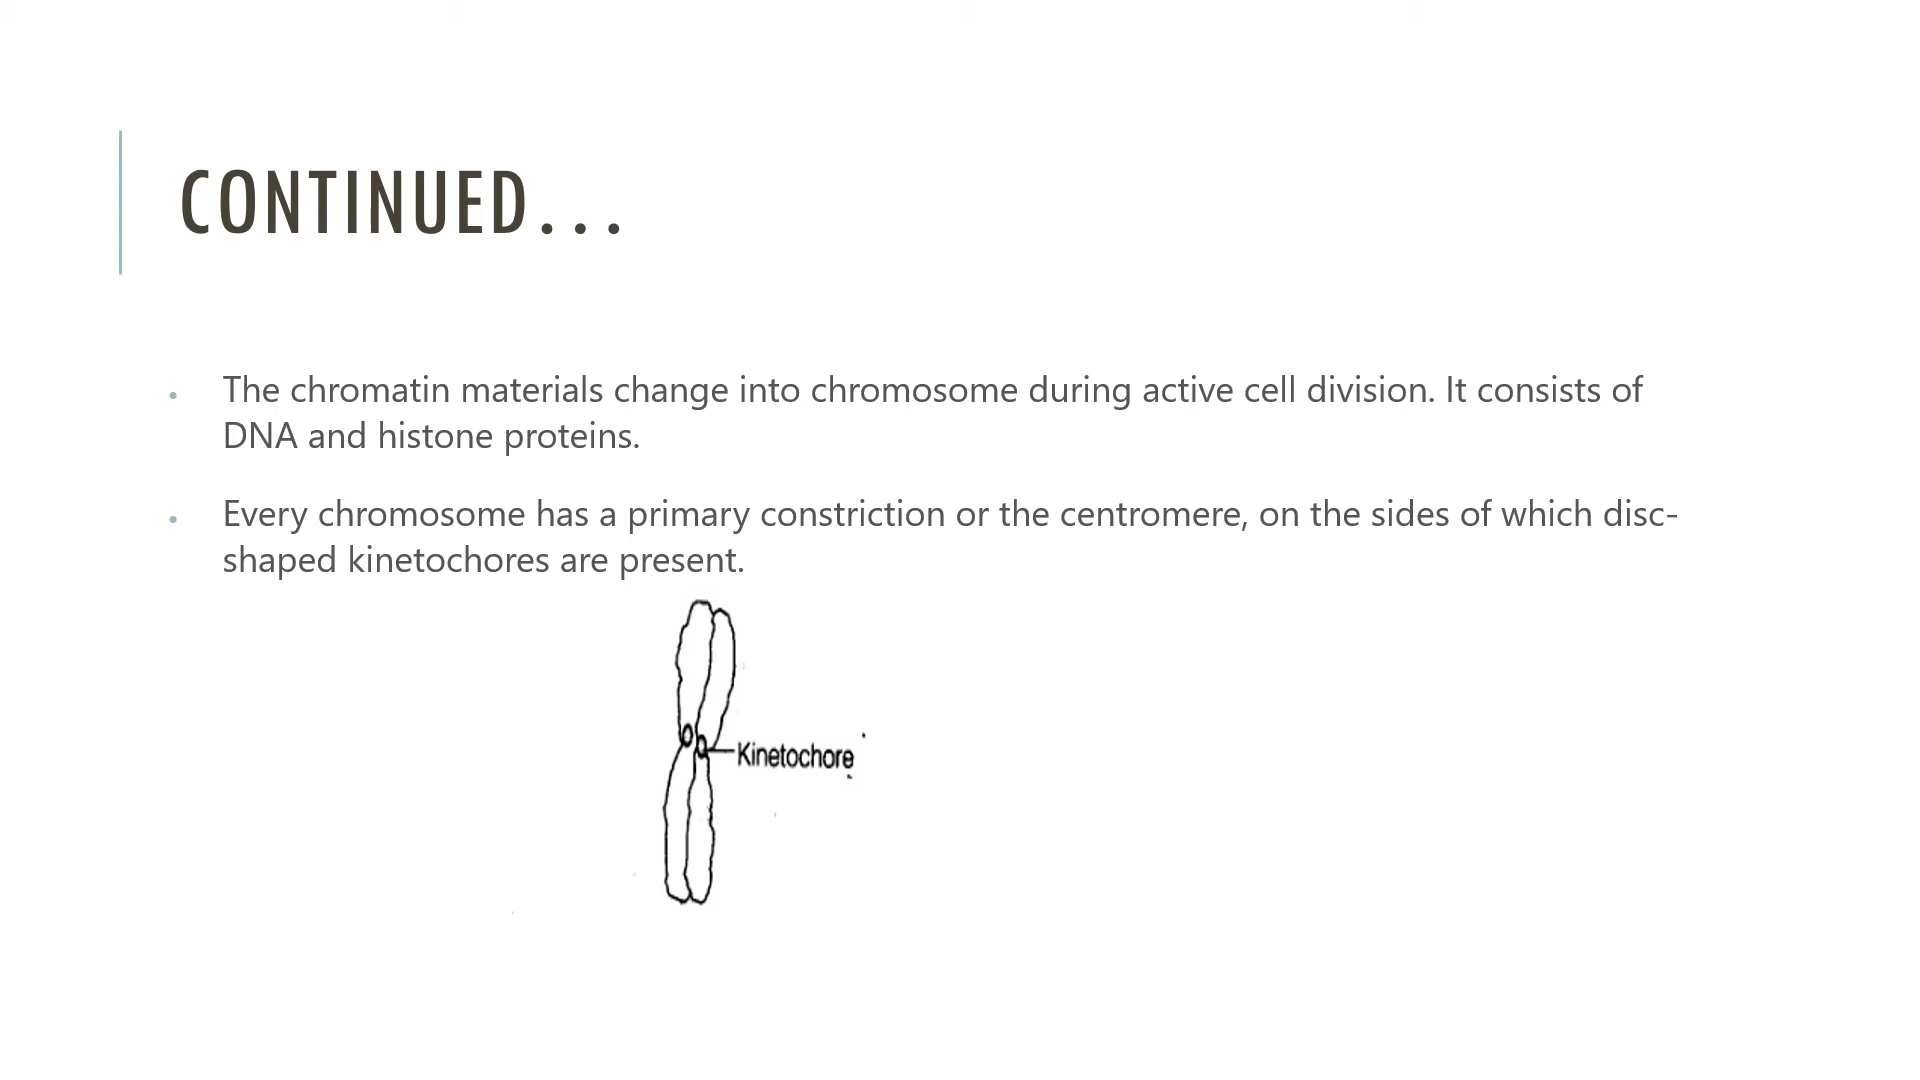 CONTINUED...
The chromatin materials change into chromosome during active cell division. It consists of
DNA and histone proteins.
Every chromosome has a primary constriction or the centromere, on the sides of which disc-
shaped kinetochores are present.
Kinetochore